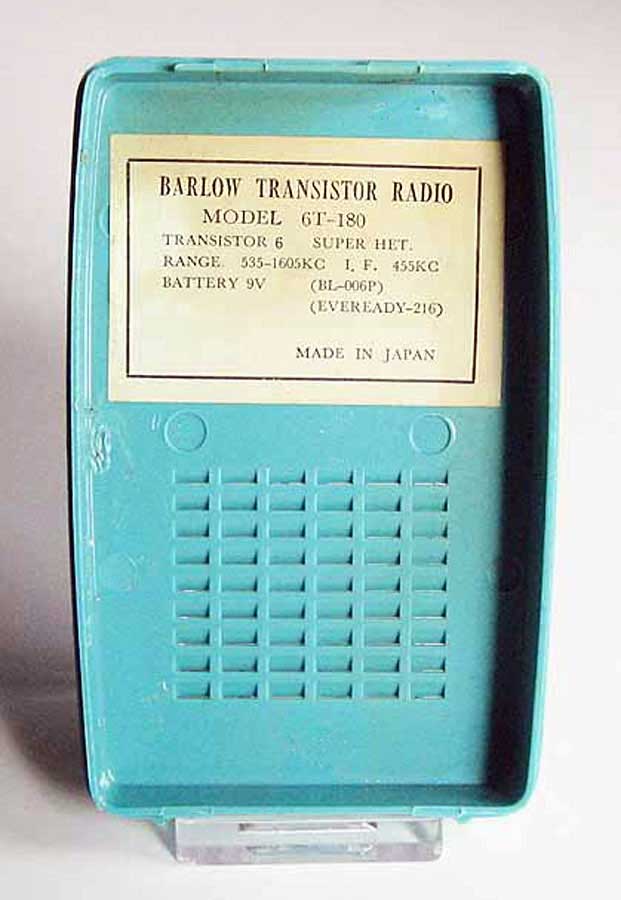 BARLOW TRANSISTOR RADIO
MODEL 6T-180
TRANSISTOR 6 SUPER HET.
RANGE. 535-1605KC I. F. 455KC
BATTERY 9V (BL-006P)
(EVEREADY-216)
MADE IN JAPAN